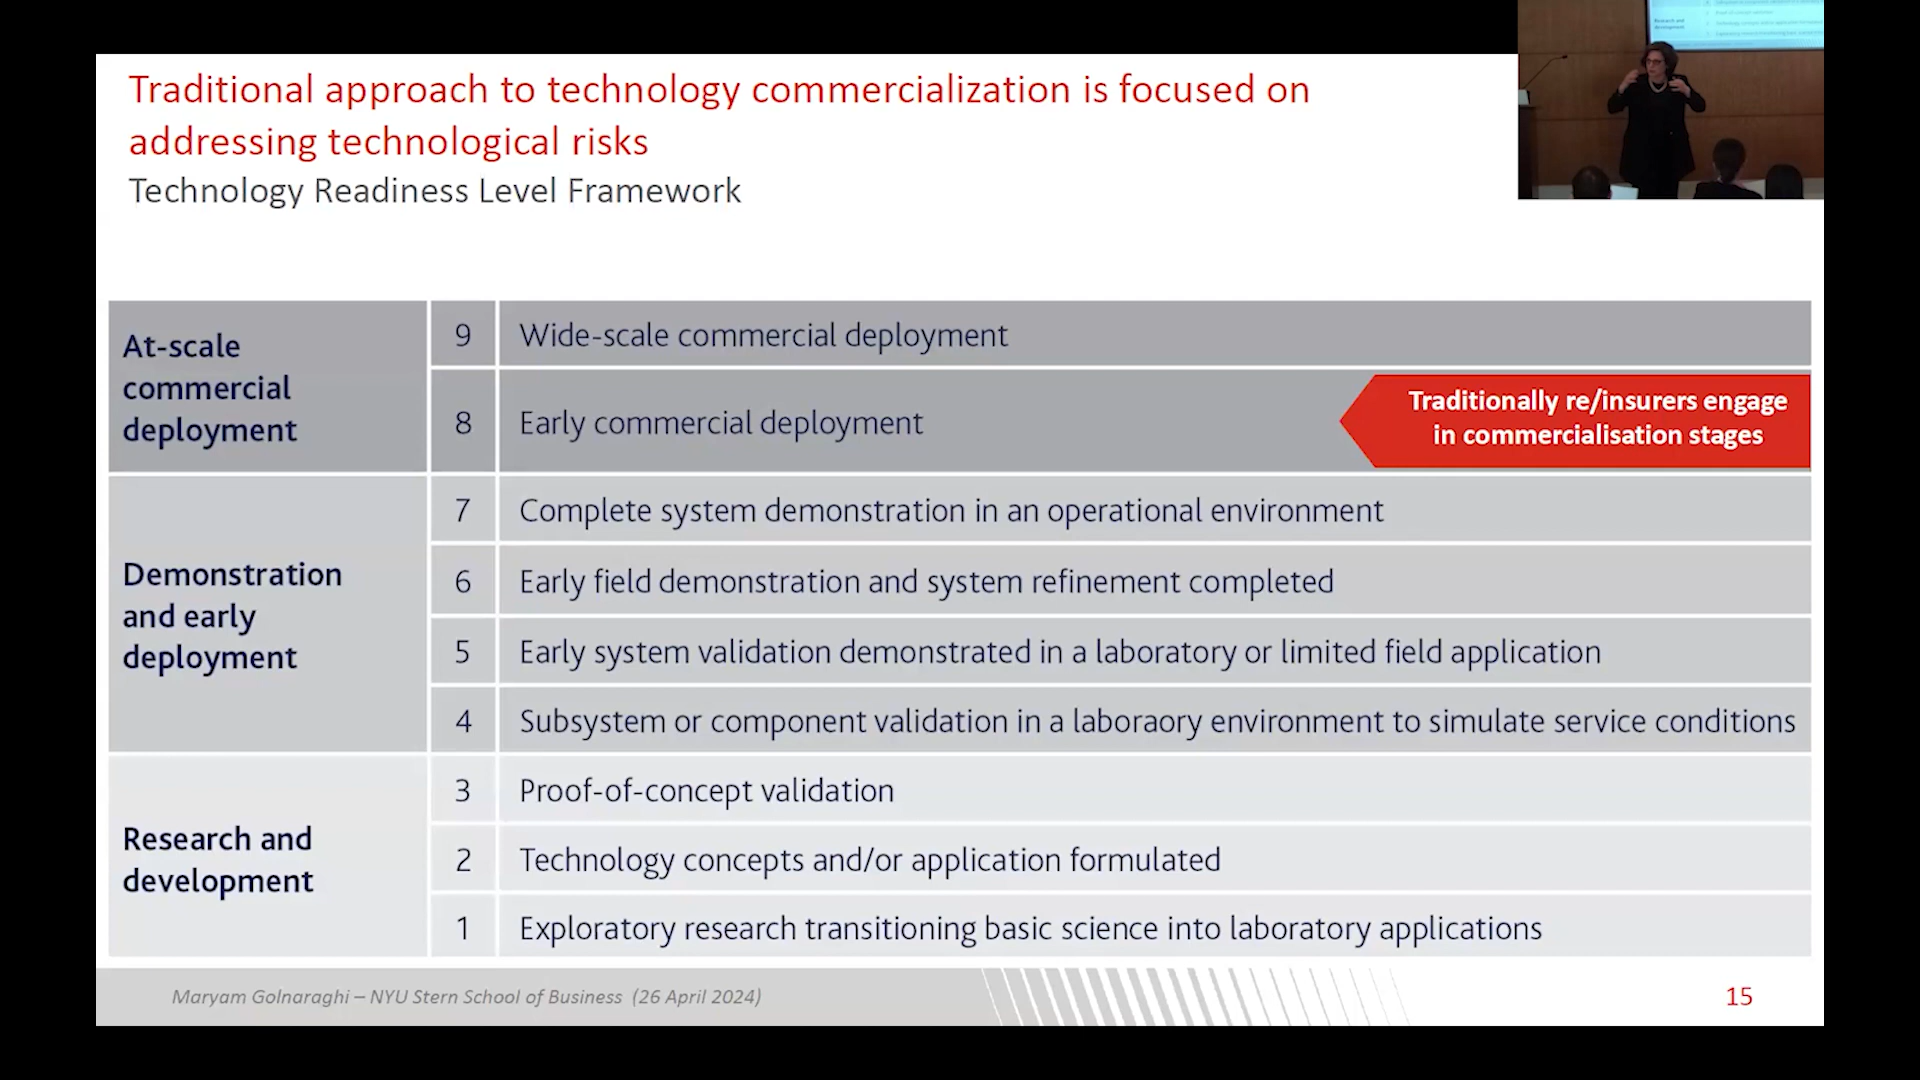 Traditional approach to technology commercialization is focused on
addressing technological risks
Technology Readiness Level Framework
At-scale
commercial
deployment
9 Wide-scale commercial deployment
8 Early commercial deployment
Traditionally re/insurers engage
in commercialisation stages
Demonstration
and early
deployment
7 Complete system demonstration in an operational environment
6 Early field demonstration and system refinement completed
5 Early system validation demonstrated in a laboratory or limited field application
4 Subsystem or component validation in a laboraory environment to simulate service conditions
Research and
development
3 Proof-of-concept validation
2 Technology concepts and/or application formulated
1 Exploratory research transitioning basic science into laboratory applications
Maryam Golnaraghi – NYU Stern School of Business (26 April 2024)
15